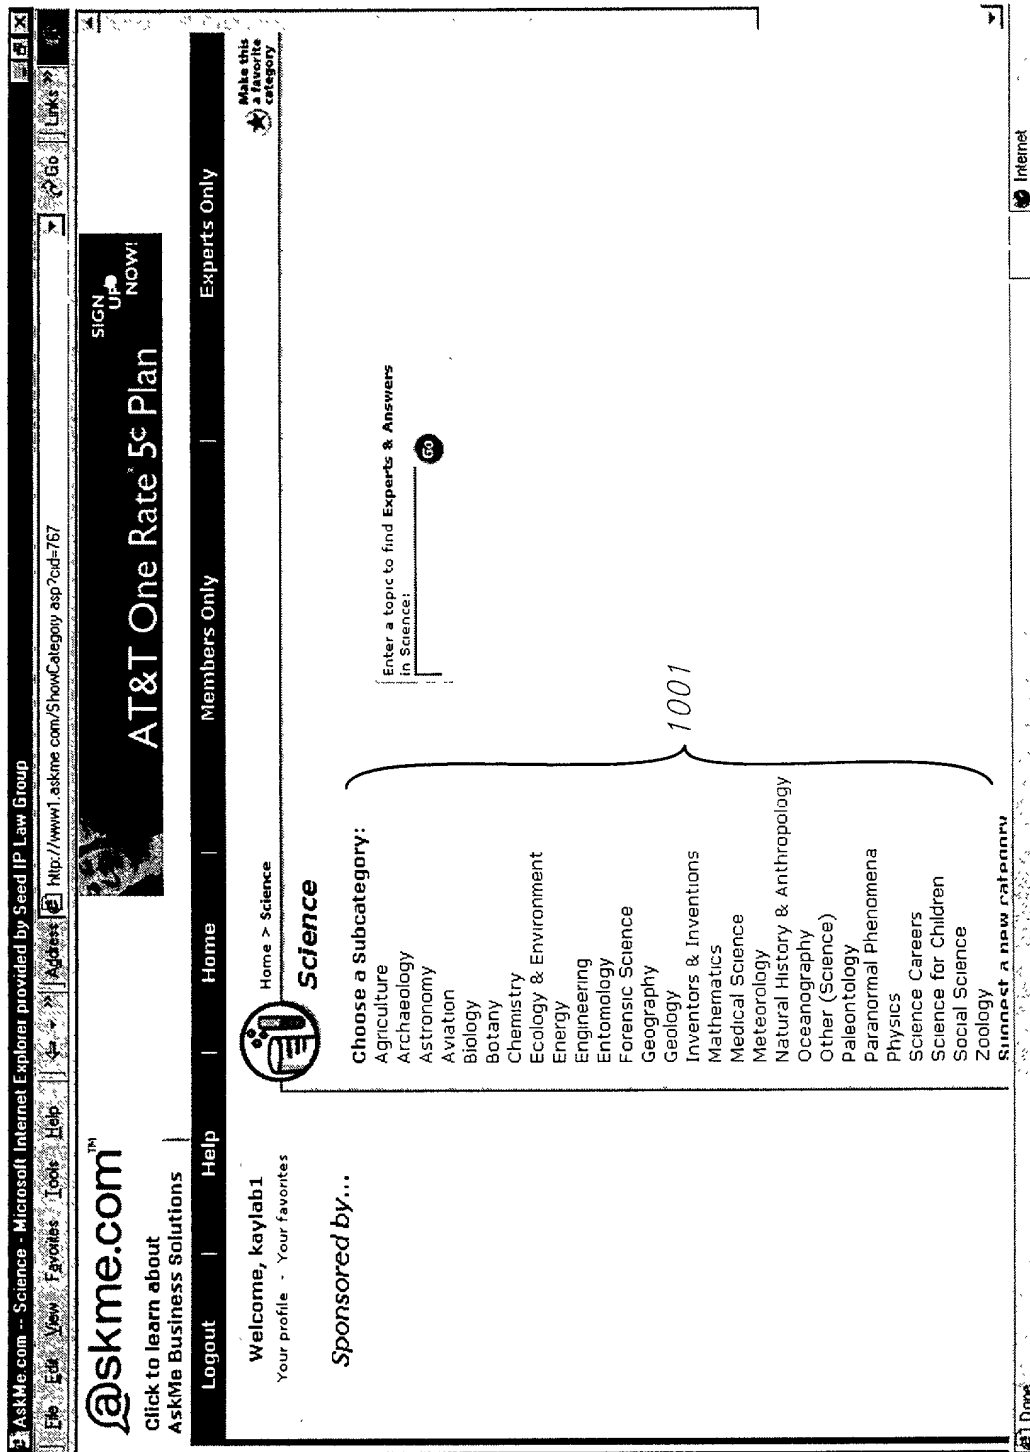 AskMe.com -- Science - Microsoft Internet Explorer provided by Seed IP Law Group
File Edit View Favorites Tools Help
Address http://www1.askme com/ShowCategory asp?cid=767
Go Links »
@skme.com™
Click to learn about
AskMe Business Solutions
AT&T One Rate 5¢ Plan
SIGN
UP
NOW!
Logout | Help | Home | Members Only | Experts Only
Welcome, kaylab1
Your profile - Your favorites
Sponsored by...
Home > Science
Science
Make this
a favorite
category
Choose a Subcategory:
Agriculture
Archaeology
Astronomy
Aviation
Biology
Botany
Chemistry
Ecology & Environment
Energy
Engineering
Entomology
Forensic Science
Geography
Geology
Inventors & Inventions
Mathematics
Medical Science
Meteorology
Natural History & Anthropology
Oceanography
Other (Science)
Paleontology
Paranormal Phenomena
Physics
Science Careers
Science for Children
Social Science
Zoology
Suggest a new category
1001
Enter a topic to find Experts & Answers
in Science:
GO
Done
Internet